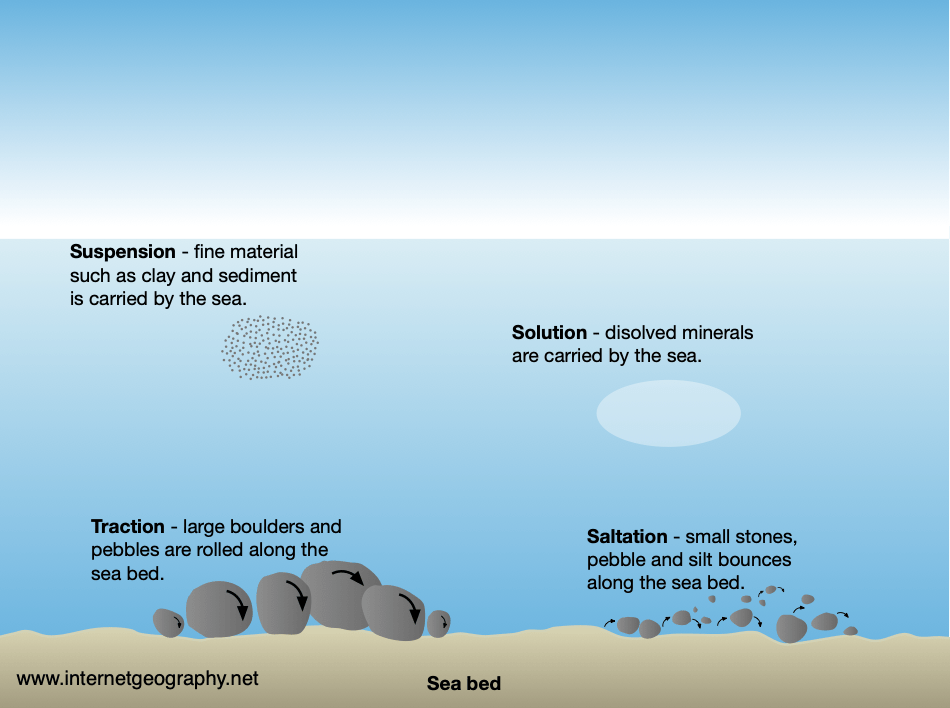 Suspension - fine material
such as clay and sediment
is carried by the sea.
Solution - disolved minerals
are carried by the sea.
Traction - large boulders and
pebbles are rolled along the
sea bed.
Saltation - small stones,
pebble and silt bounces
along the sea bed.
www.internetgeography.net
Sea bed